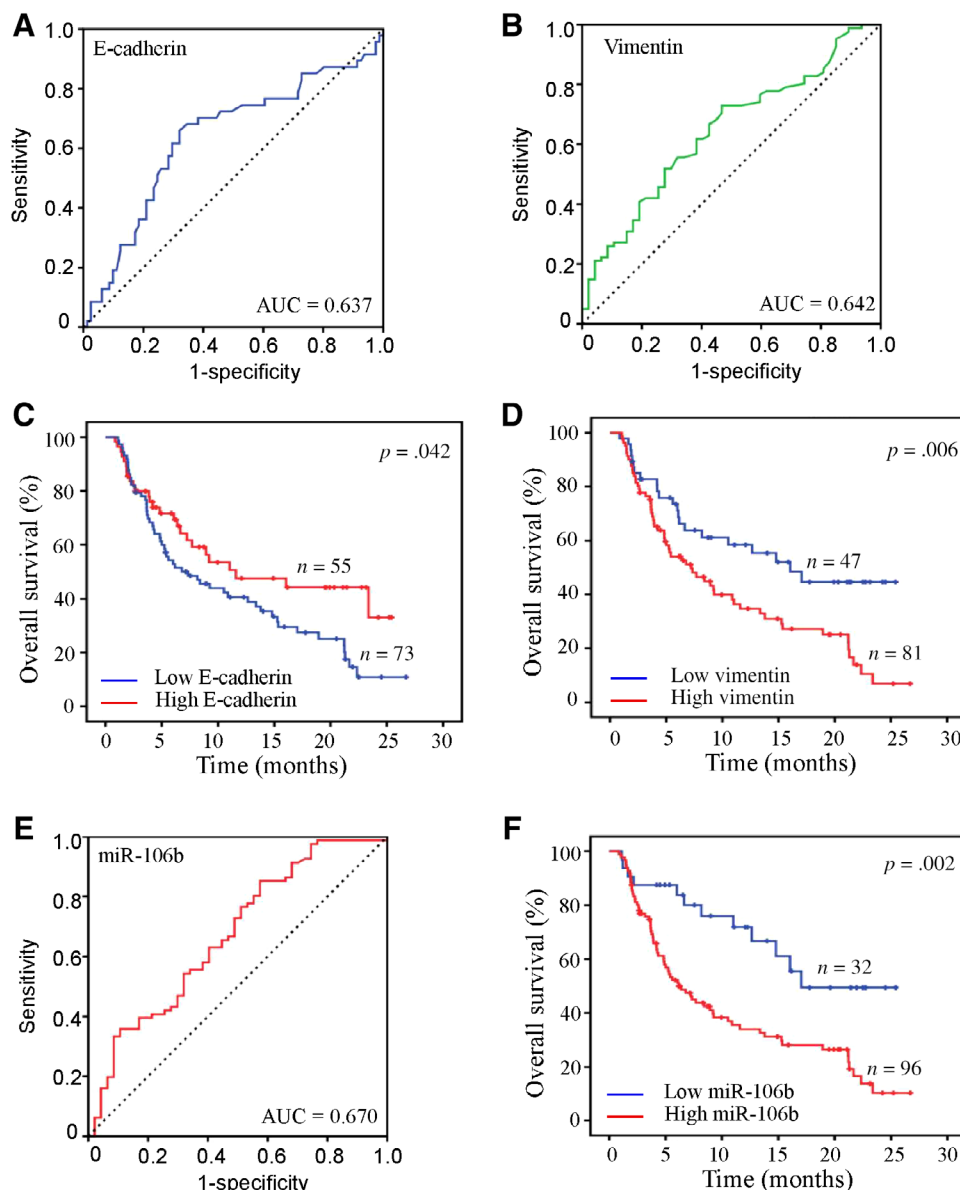 A
E-cadherin
1.0
0.8
0.6
0.4
0.2
0
Sensitivity
AUC = 0.637
0 0.2 0.4 0.6 0.8 1.0
1-specificity
B
Vimentin
1.0
0.8
0.6
0.4
0.2
0
Sensitivity
AUC = 0.642
0 0.2 0.4 0.6 0.8 1.0
1-specificity
C
100
80
60
40
20
0
Overall survival (%)
p = .042
n = 55
n = 73
Low E-cadherin
High E-cadherin
0 5 10 15 20 25 30
Time (months)
D
100
80
60
40
20
0
Overall survival (%)
p = .006
n = 47
n = 81
Low vimentin
High vimentin
0 5 10 15 20 25 30
Time (months)
E
miR-106b
1.0
0.8
0.6
0.4
0.2
0
Sensitivity
AUC = 0.670
0 0.2 0.4 0.6 0.8 1.0
1-specificity
F
100
80
60
40
20
0
Overall survival (%)
p = .002
n = 32
n = 96
Low miR-106b
High miR-106b
0 5 10 15 20 25 30
Time (months)